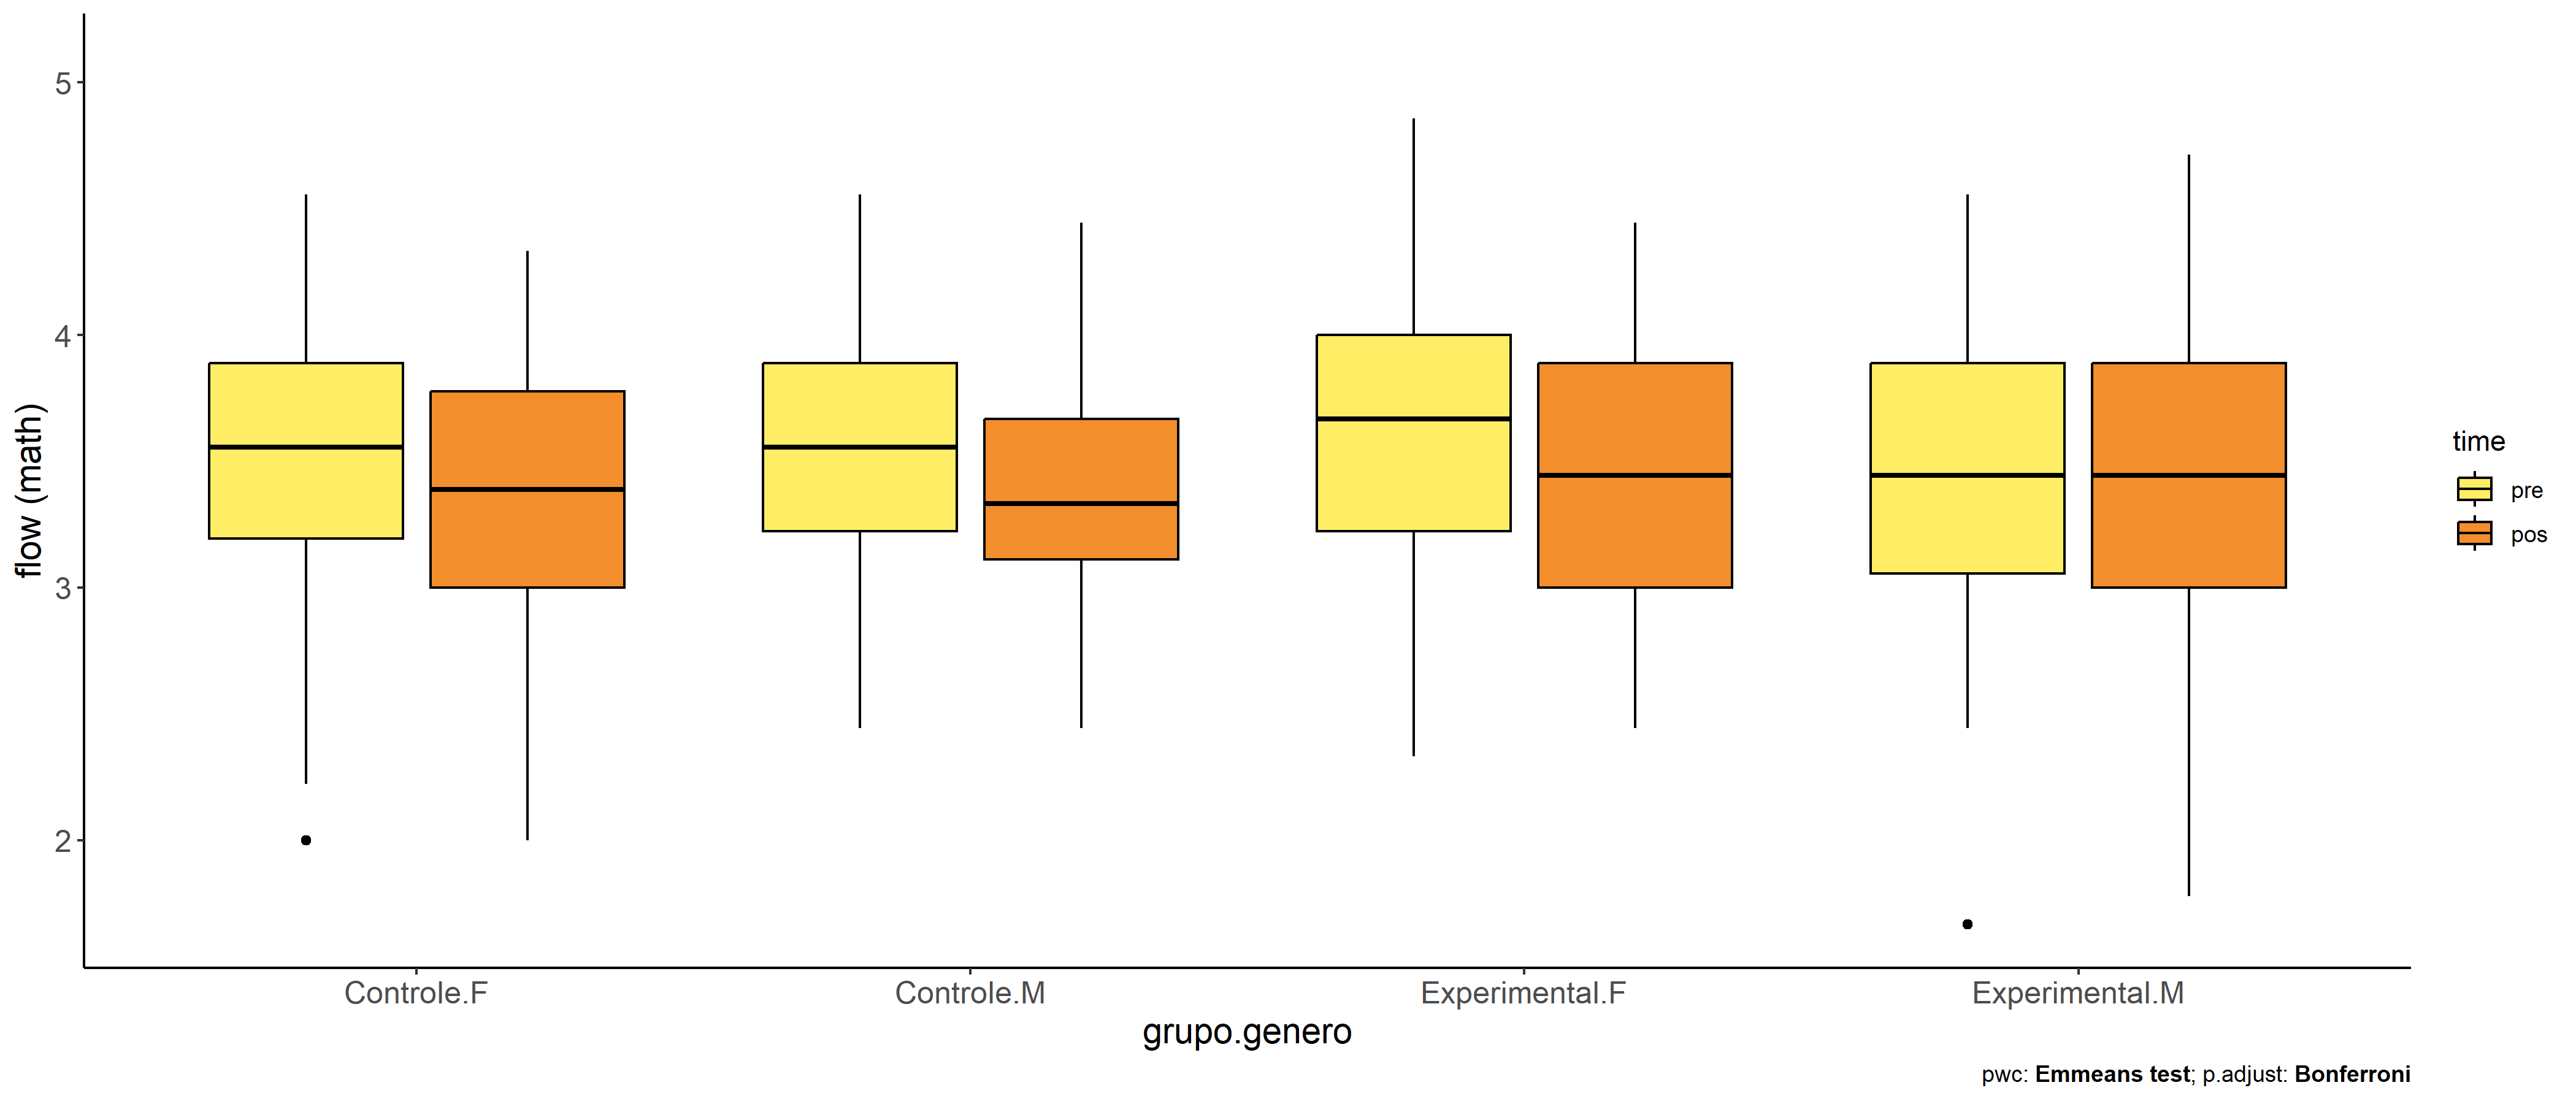 flow (math)
5
4
3
2
Controle.F
Controle.M
Experimental.F
Experimental.M
grupo.genero
time
pre
pos
pwc: Emmeans test; p.adjust: Bonferroni